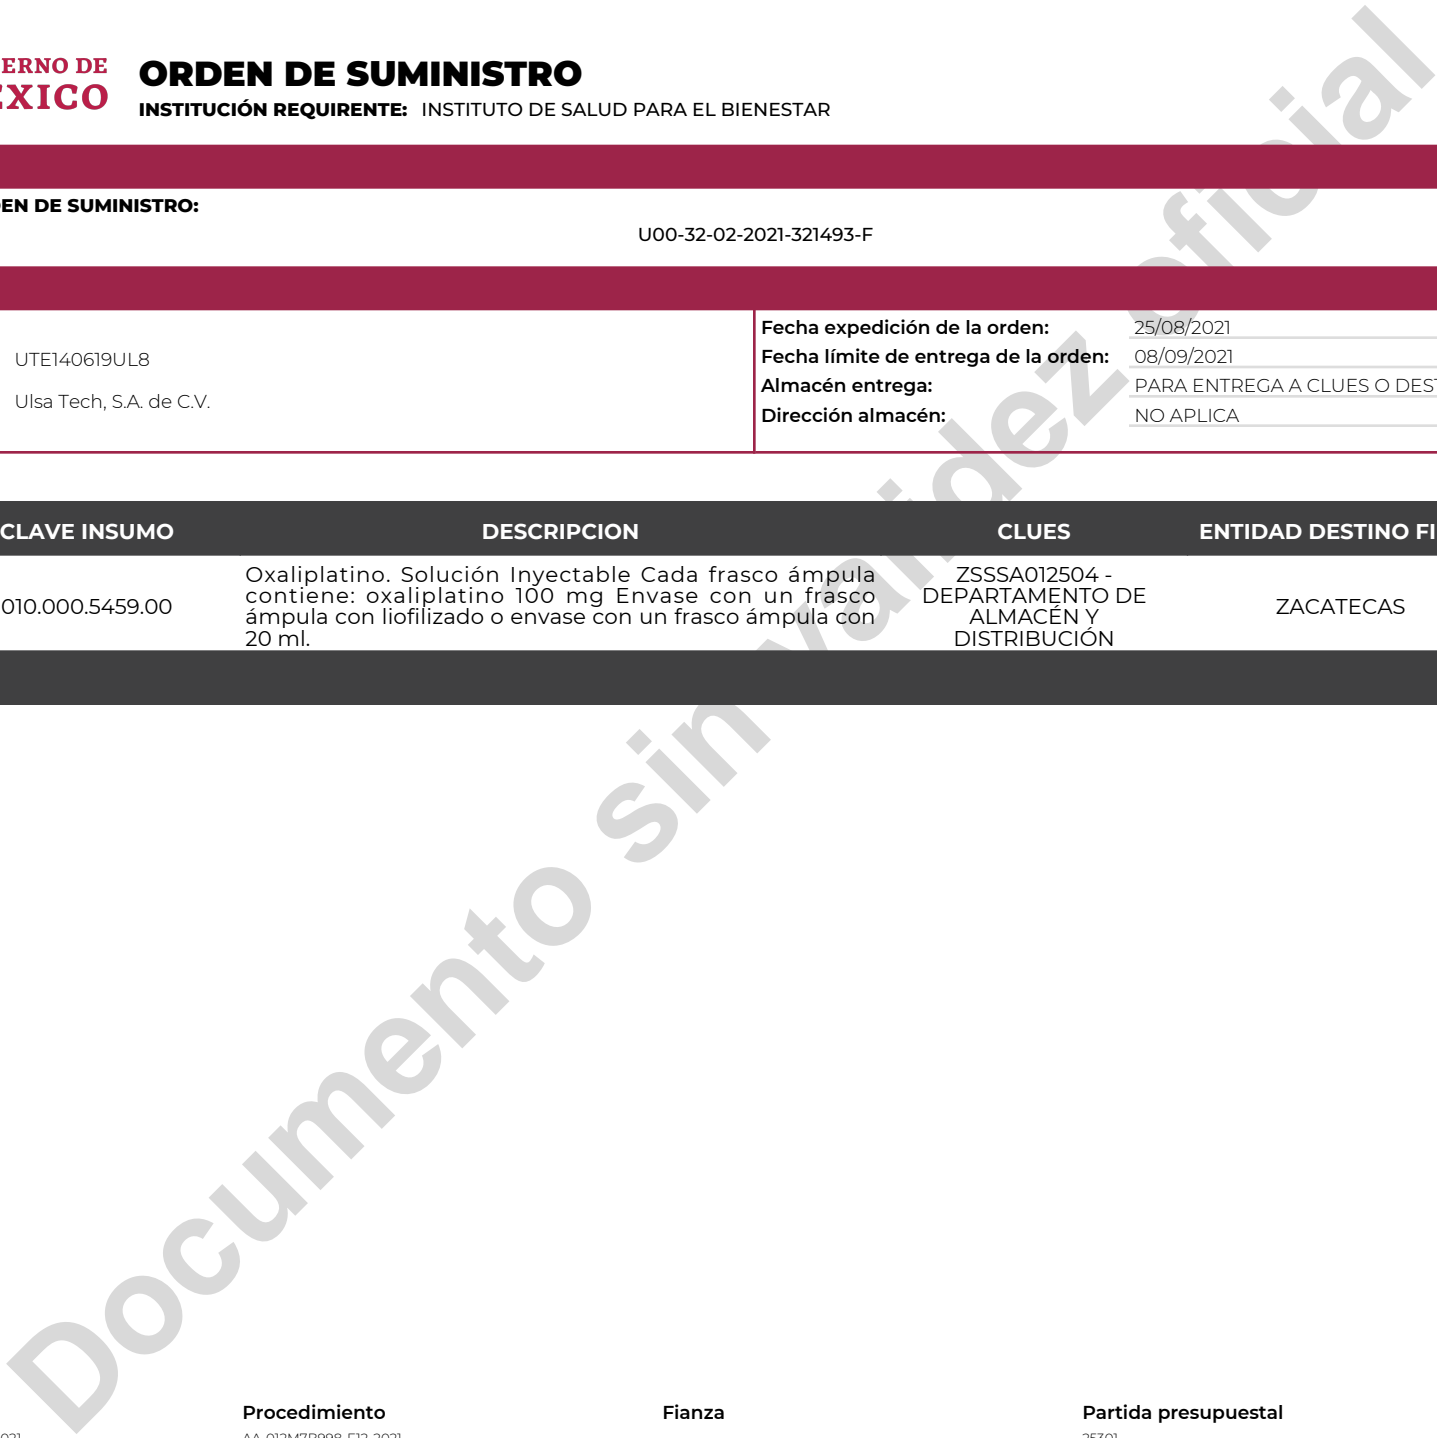 ERNO DE
ÉXICO
ORDEN DE SUMINISTRO
INSTITUCIÓN REQUIRENTE: INSTITUTO DE SALUD PARA EL BIENESTAR
EN DE SUMINISTRO:
U00-32-02-2021-321493-F
UTE140619UL8
Ulsa Tech, S.A. de C.V.
Fecha expedición de la orden: 25/08/2021
Fecha límite de entrega de la orden: 08/09/2021
Almacén entrega: PARA ENTREGA A CLUES O DEST
Dirección almacén: NO APLICA
CLAVE INSUMO DESCRIPCION CLUES ENTIDAD DESTINO FI
010.000.5459.00
Oxaliplatino. Solución Inyectable Cada frasco ámpula
contiene: oxaliplatino 100 mg Envase con un frasco
ámpula con liofilizado o envase con un frasco ámpula con
20 ml.
ZSSSA012504 -
DEPARTAMENTO DE
ALMACÉN Y
DISTRIBUCIÓN
ZACATECAS
Documento sin validez oficial
Procedimiento Fianza Partida presupuestal